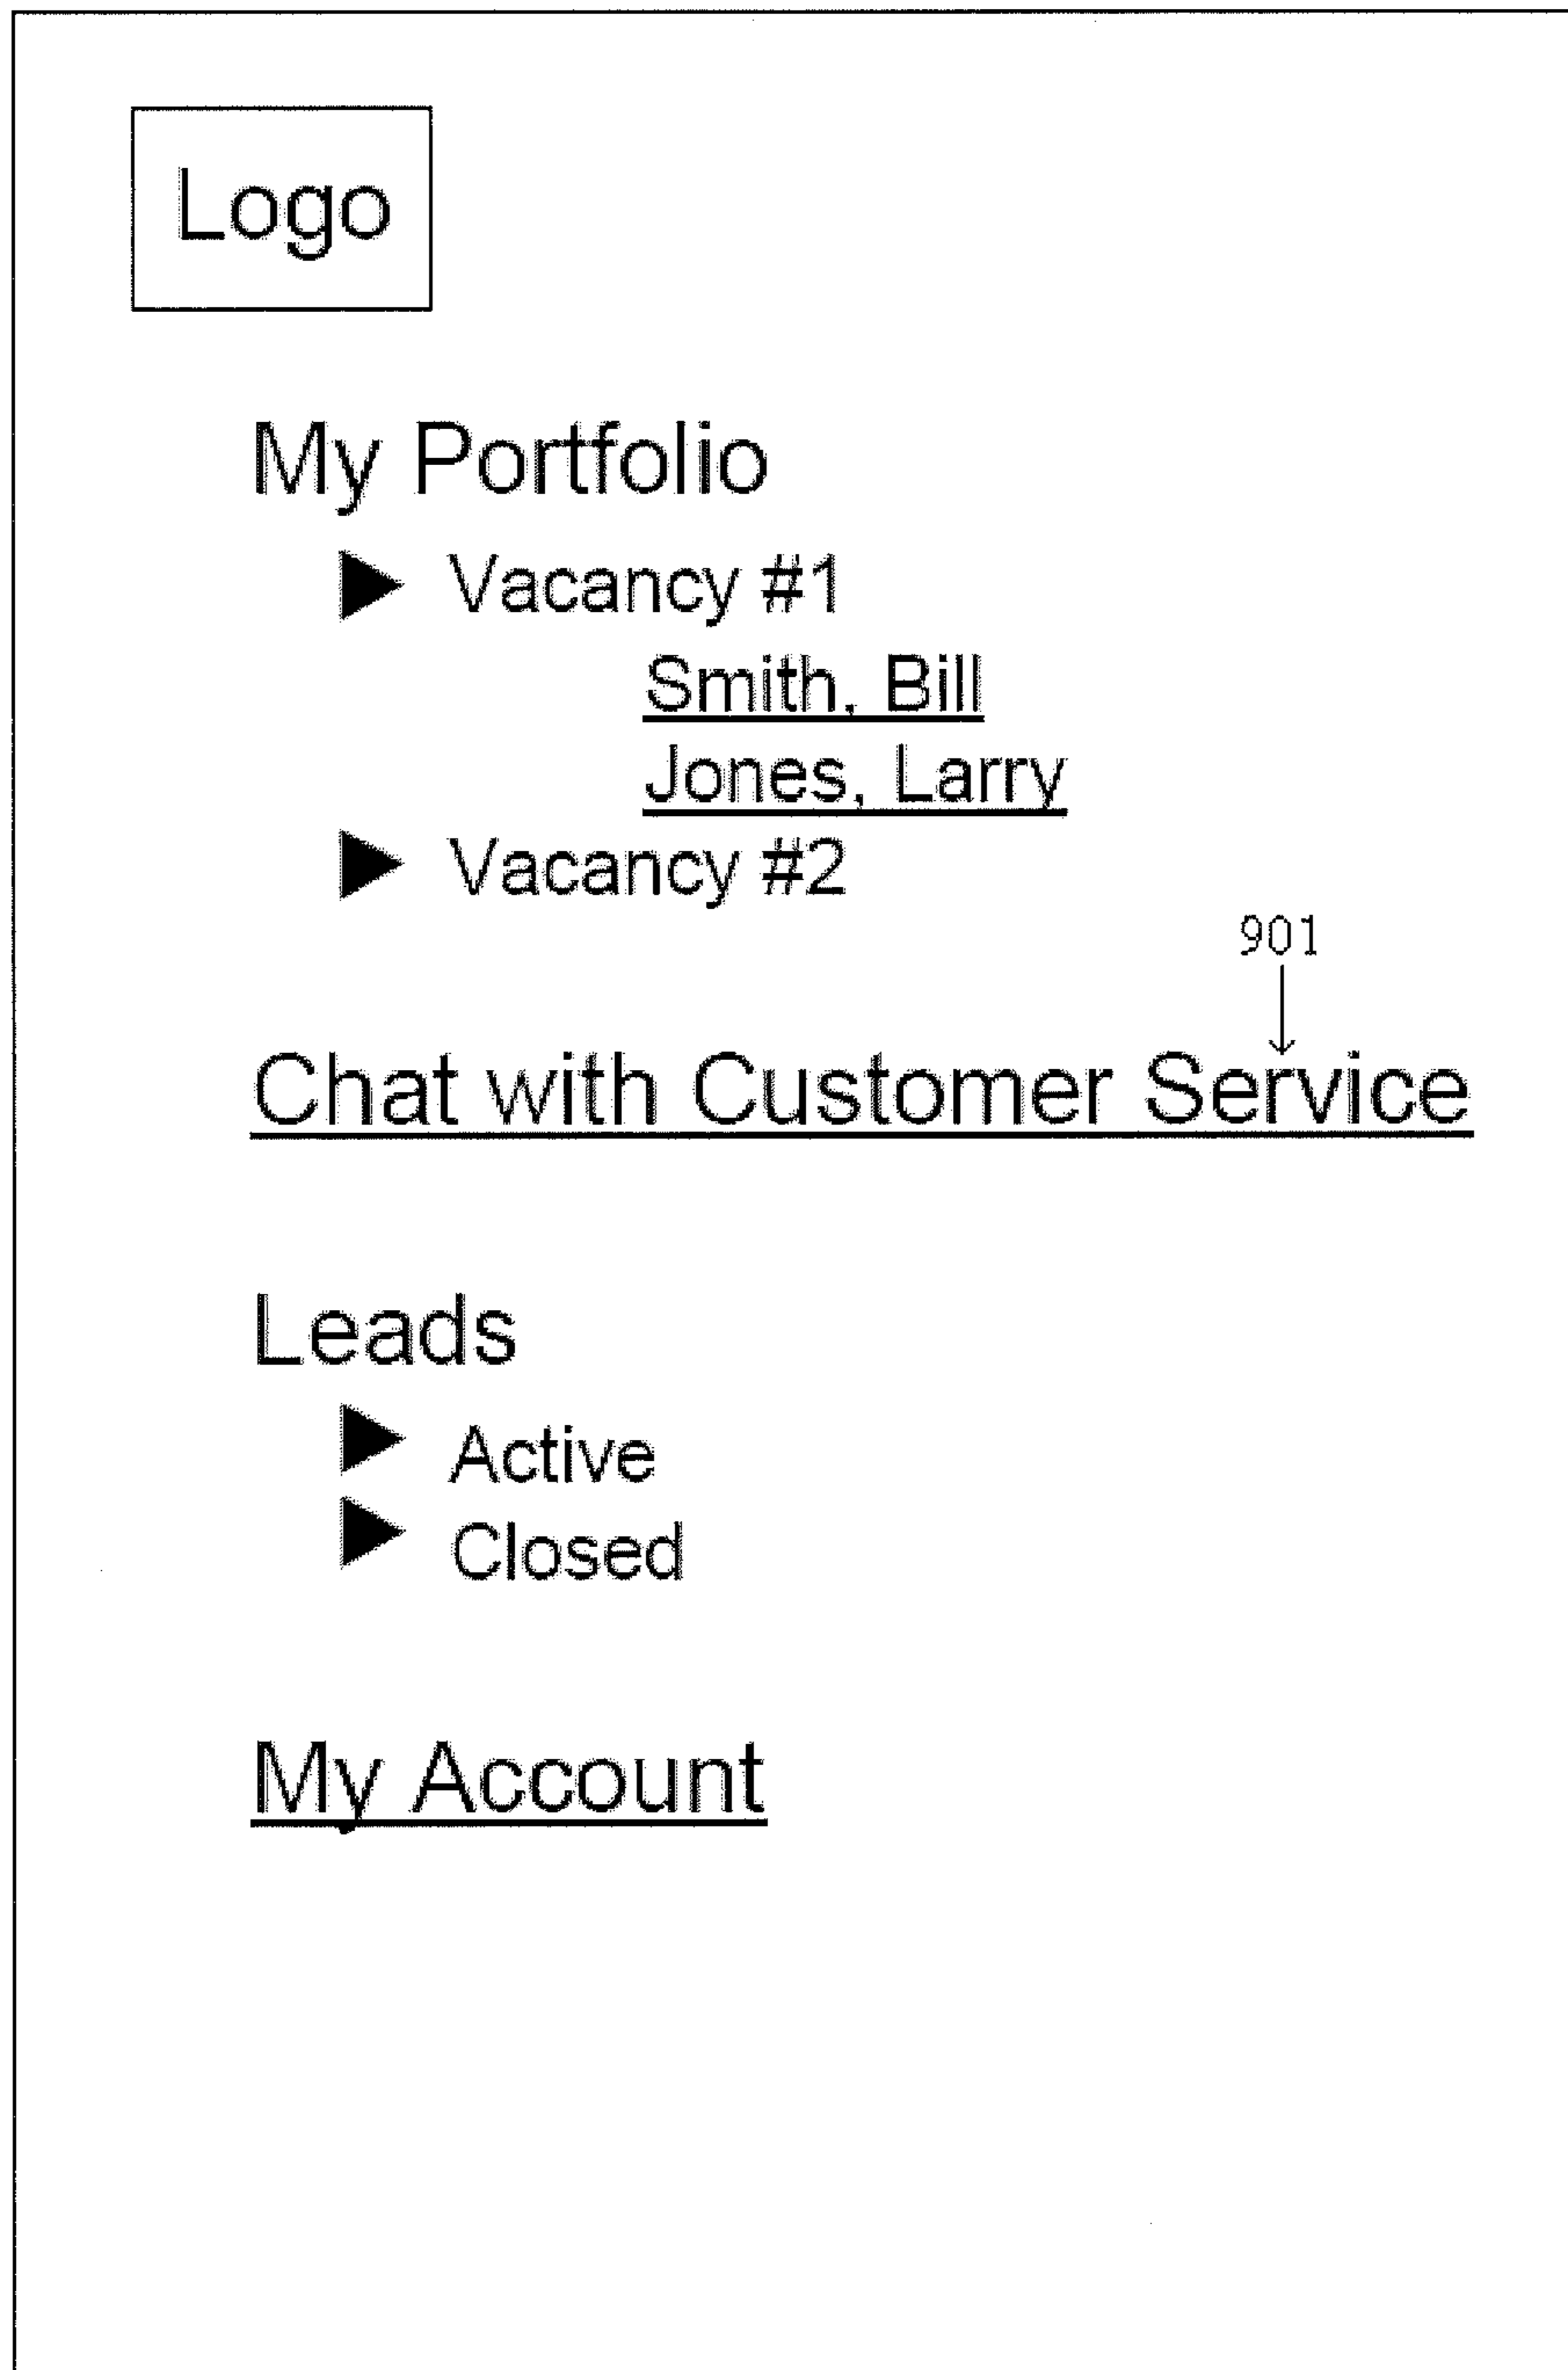 Logo
My Portfolio
Vacancy #1
Smith, Bill
Jones, Larry
Vacancy #2
901
Chat with Customer Service
Leads
Active
Closed
My Account